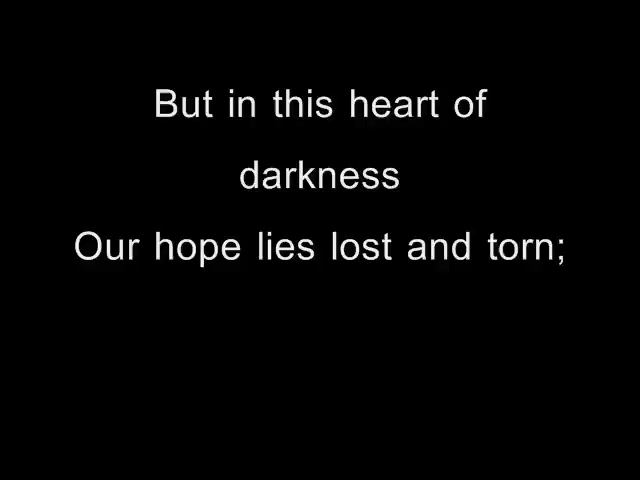 But in this heart of
darkness
Our hope lies lost and torn;